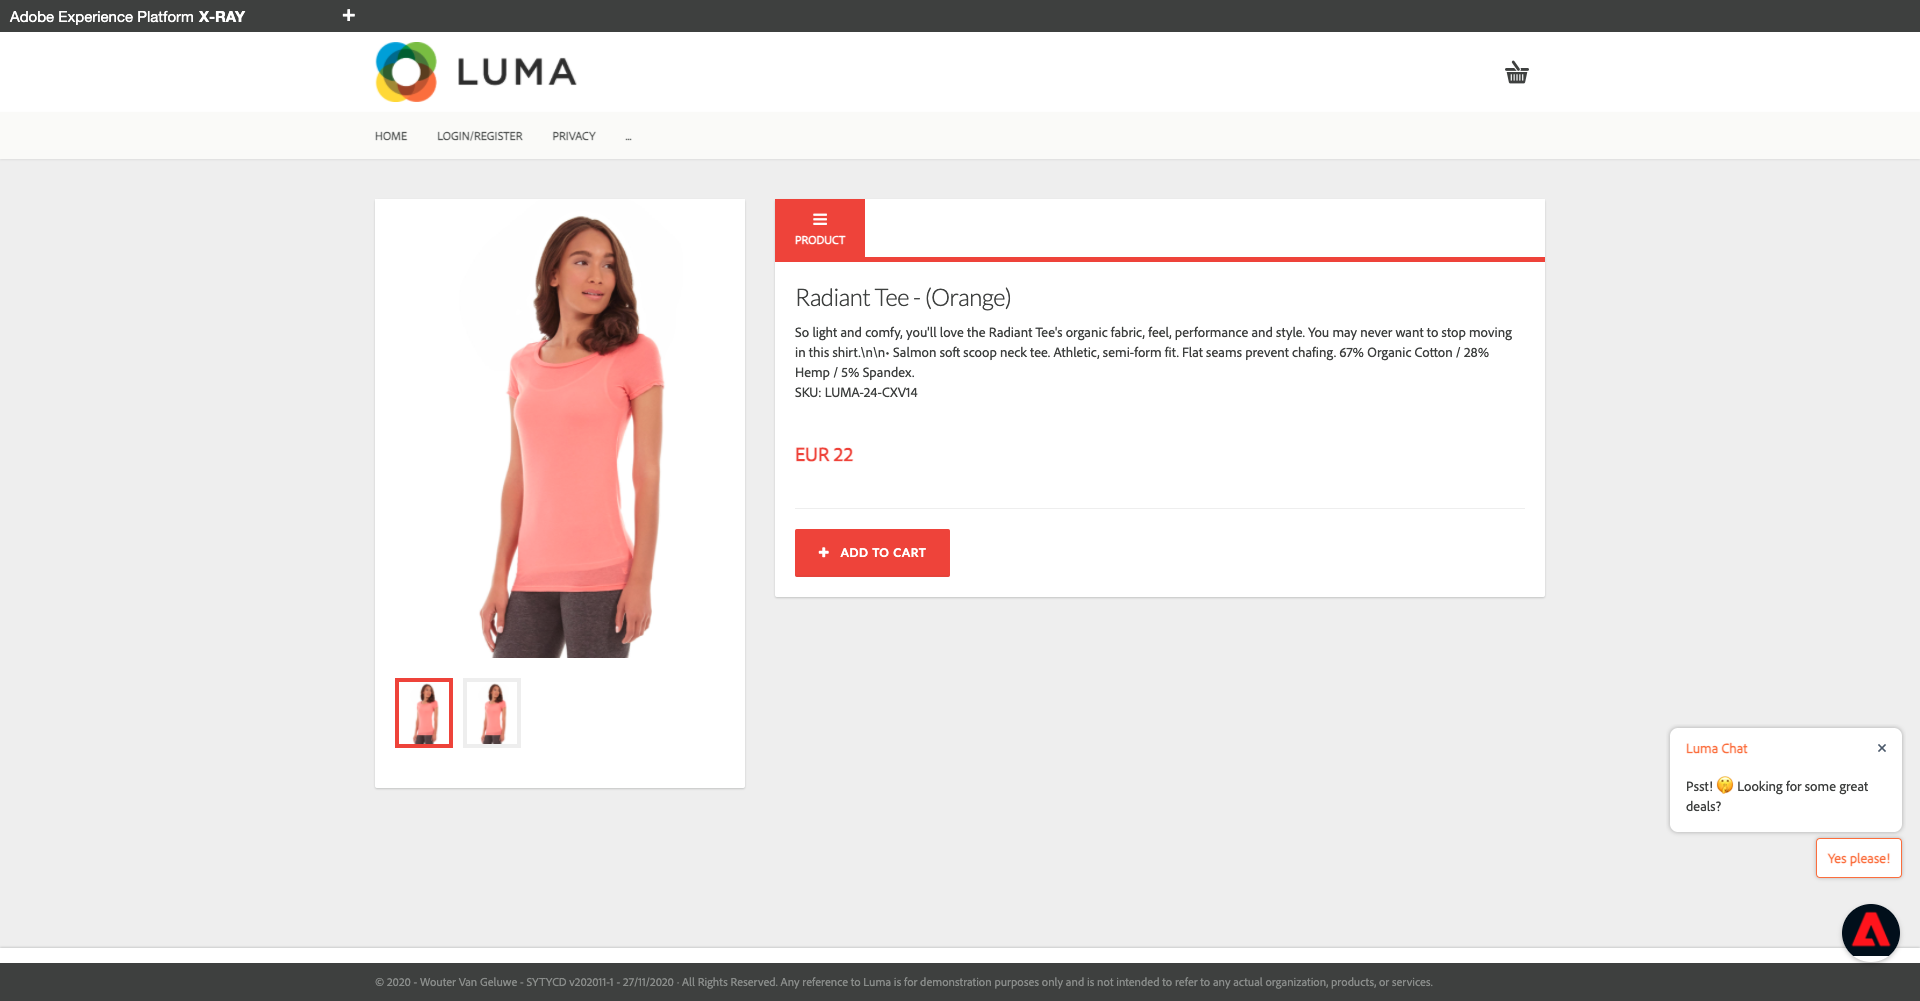 Adobe Experience Platform X-RAY
LUMA
HOME LOGIN/REGISTER PRIVACY ...
PRODUCT
Radiant Tee - (Orange)
So light and comfy, you'll love the Radiant Tee's organic fabric, feel, performance and style. You may never want to stop moving
in this shirt.\n\n• Salmon soft scoop neck tee. Athletic, semi-form fit. Flat seams prevent chafing. 67% Organic Cotton / 28%
Hemp / 5% Spandex.
SKU: LUMA-24-CXV14
EUR 22
ADD TO CART
Luma Chat
Psst! 🤫 Looking for some great
deals?
Yes please!
© 2020 - Wouter Van Geluwe - SYTYCD v202011-1 - 27/11/2020 · All Rights Reserved. Any reference to Luma is for demonstration purposes only and is not intended to refer to any actual organization, products, or services.